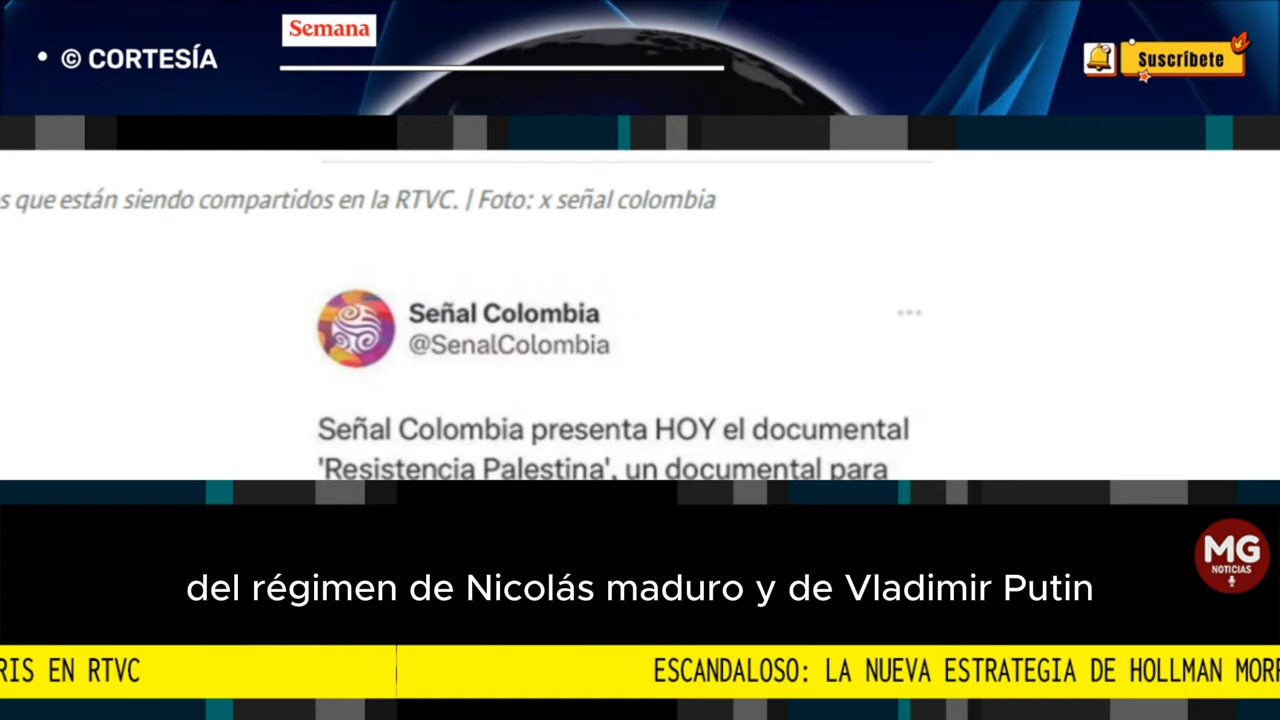 Semana
• © CORTESÍA
Suscríbete
s que están siendo compartidos en la RTVC. | Foto: x señal colombia
Señal Colombia
@SenalColombia
Señal Colombia presenta HOY el documental
'Resistencia Palestina', un documental para
MG
NOTICIAS
del régimen de Nicolás maduro y de Vladimir Putin
RIS EN RTVC
ESCANDALOSO: LA NUEVA ESTRATEGIA DE HOLLMAN MORR